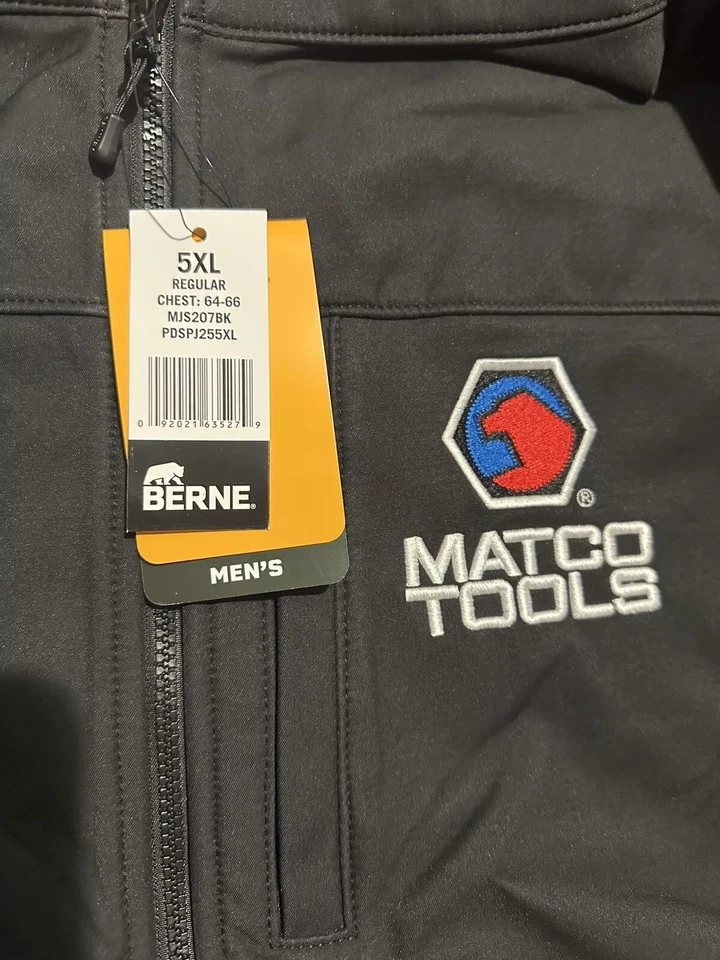 5XL
REGULAR
CHEST: 64-66
MJS207BK
PDSPJ255XL
0 92021 63527 9
BERNE®
MEN'S
®
MATCO
TOOLS